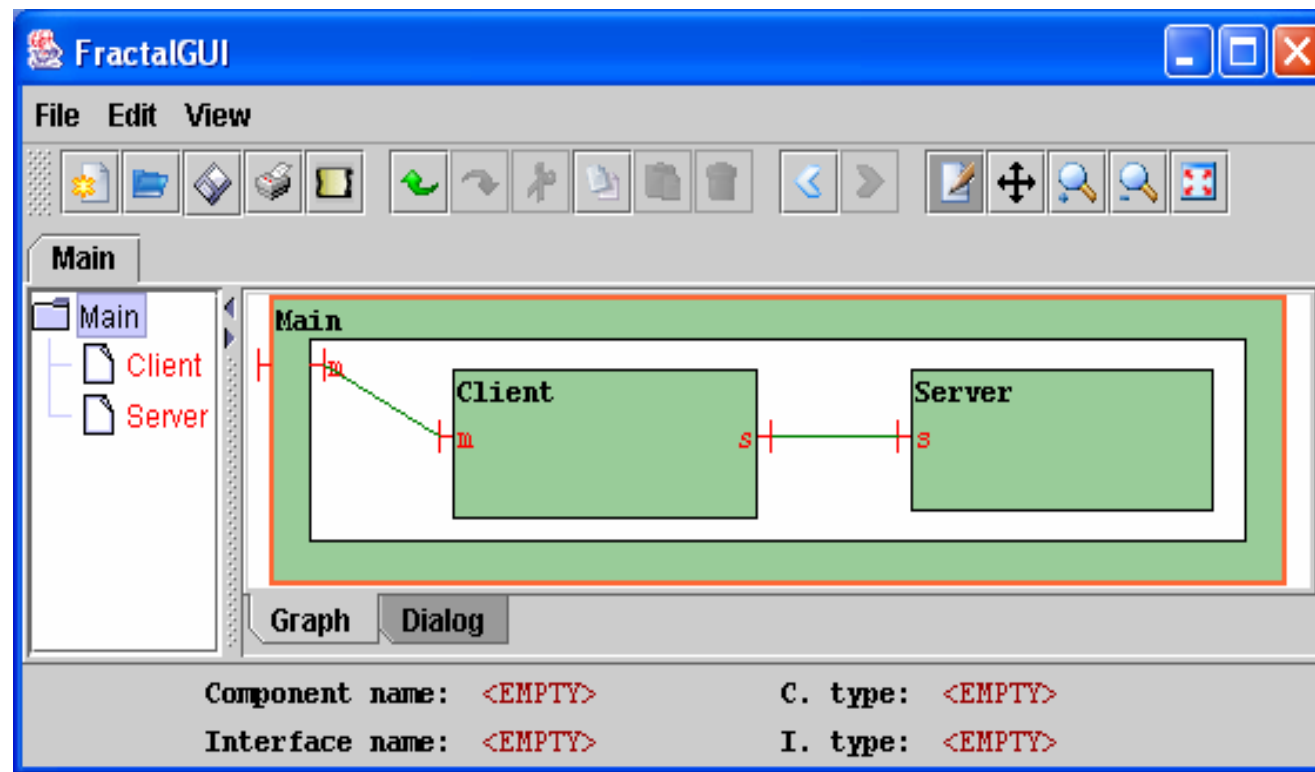 FractalGUI
File Edit View
Main
Main
Client
Server
Main
m
Client
m s
Server
s
Graph Dialog
Component name: <EMPTY> C. type: <EMPTY>
Interface name: <EMPTY> I. type: <EMPTY>